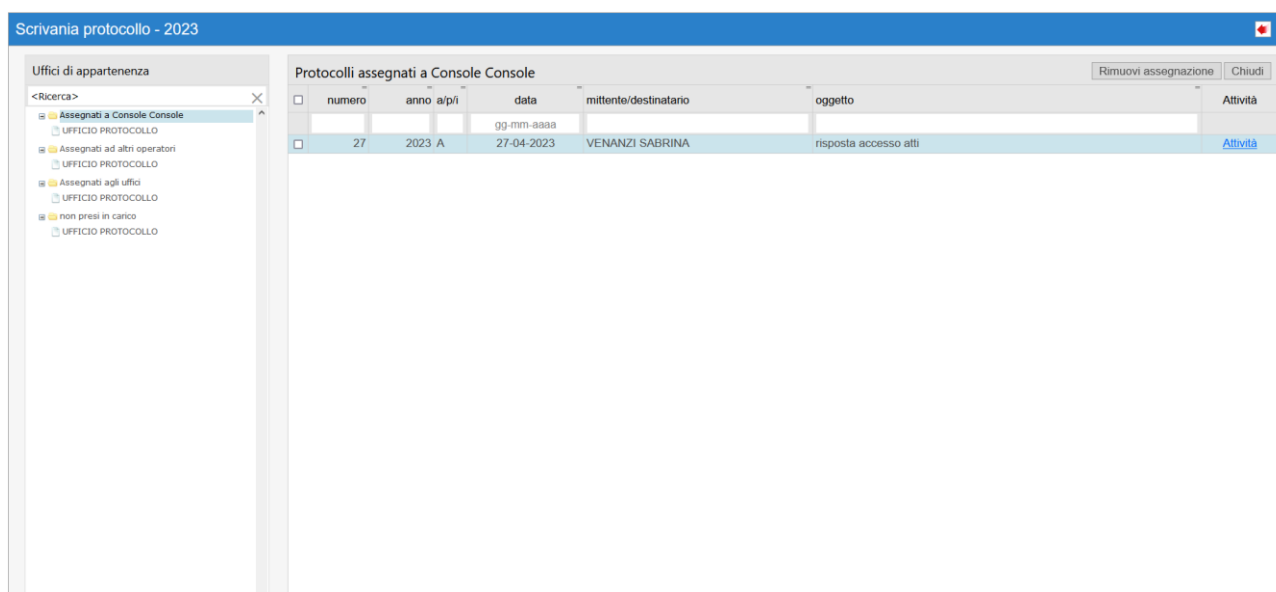 Scrivania protocollo - 2023
Uffici di appartenenza
<Ricerca>
Assegnati a Console Console
UFFICIO PROTOCOLLO
Assegnati ad altri operatori
UFFICIO PROTOCOLLO
Assegnati agli uffici
UFFICIO PROTOCOLLO
non presi in carico
UFFICIO PROTOCOLLO
Protocolli assegnati a Console Console Rimuovi assegnazione Chiudi
numero anno a/p/i data mittente/destinatario oggetto Attività
gg-mm-aaaa
27 2023 A 27-04-2023 VENANZI SABRINA risposta accesso atti Attività